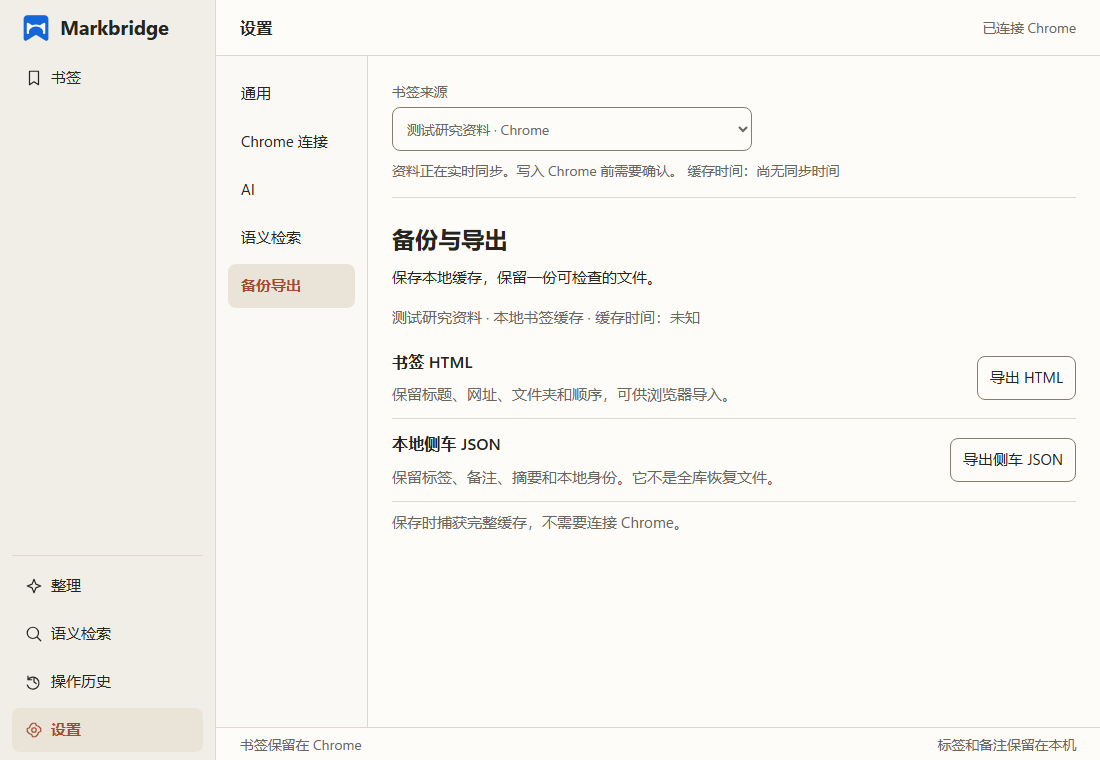 Markbridge
设置
已连接 Chrome
书签
通用
Chrome 连接
AI
语义检索
备份导出
书签来源
测试研究资料 · Chrome
资料正在实时同步。写入 Chrome 前需要确认。 缓存时间：尚无同步时间
备份与导出
保存本地缓存，保留一份可检查的文件。
测试研究资料 · 本地书签缓存 · 缓存时间：未知
书签 HTML
保留标题、网址、文件夹和顺序，可供浏览器导入。
导出 HTML
本地侧车 JSON
保留标签、备注、摘要和本地身份。它不是全库恢复文件。
导出侧车 JSON
保存时捕获完整缓存，不需要连接 Chrome。
整理
语义检索
操作历史
设置
书签保留在 Chrome
标签和备注保留在本机